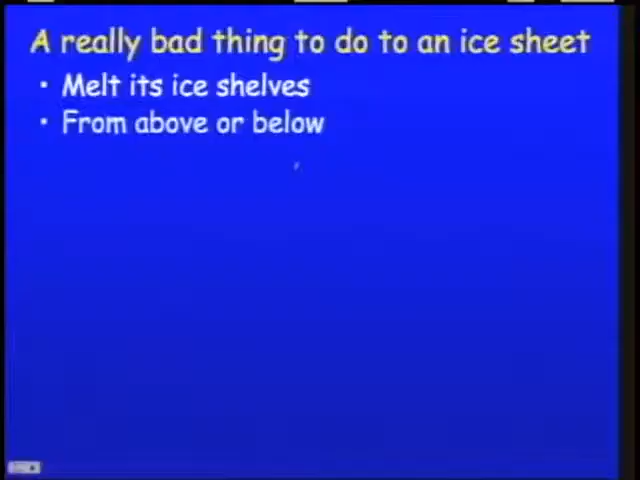 A really bad thing to do to an ice sheet
• Melt its ice shelves
• From above or below